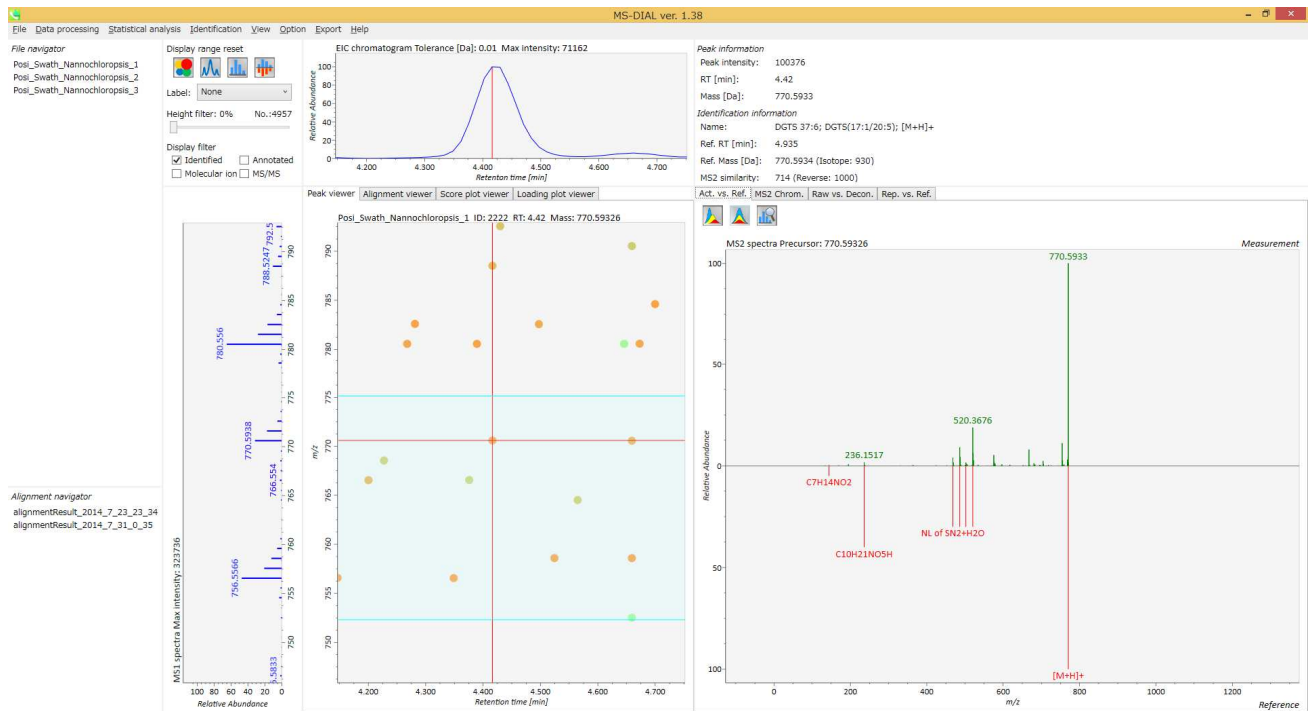 MS-DIAL ver. 1.38
File Data processing Statistical analysis Identification View Option Export Help
File navigator
Posi_Swath_Nannochloropsis_1
Posi_Swath_Nannochloropsis_2
Posi_Swath_Nannochloropsis_3
Alignment navigator
alignmentResult_2014_7_23_23_34
alignmentResult_2014_7_31_0_35
Display range reset
Label: None
Height filter: 0% No.:4957
Display filter
Identified Annotated
Molecular ion MS/MS
EIC chromatogram Tolerance [Da]: 0.01 Max intensity: 71162
Relative Abundance
100
80
60
40
20
0
4.200 4.300 4.400 4.500 4.600 4.700
Retenton time [min]
Peak information
Peak intensity: 100376
RT [min]: 4.42
Mass [Da]: 770.5933
Identification information
Name: DGTS 37:6; DGTS(17:1/20:5); [M+H]+
Ref. RT [min]: 4.935
Ref. Mass [Da]: 770.5934 (Isotope: 930)
MS2 similarity: 714 (Reverse: 1000)
MS1 spectra Max intensity: 323736
792.5
788.5247
780.556
770.5938
766.554
756.5566
5.5833
790
785
780
775
770
765
760
755
750
100 80 60 40 20 0
Relative Abundance
Peak viewer Alignment viewer Score plot viewer Loading plot viewer
Posi_Swath_Nannochloropsis_1 ID: 2222 RT: 4.42 Mass: 770.59326
m/z
790
785
780
775
770
765
760
755
750
4.200 4.300 4.400 4.500 4.600 4.700
Retention time [min]
Act. vs. Ref. MS2 Chrom. Raw vs. Decon. Rep. vs. Ref.
MS2 spectra Precursor: 770.59326 Measurement
770.5933
520.3676
236.1517
C7H14NO2
NL of SN2+H2O
C10H21NO5H
[M+H]+
Relative Abundance
100
50
0
50
100
0 200 400 600 800 1000 1200
m/z
Reference